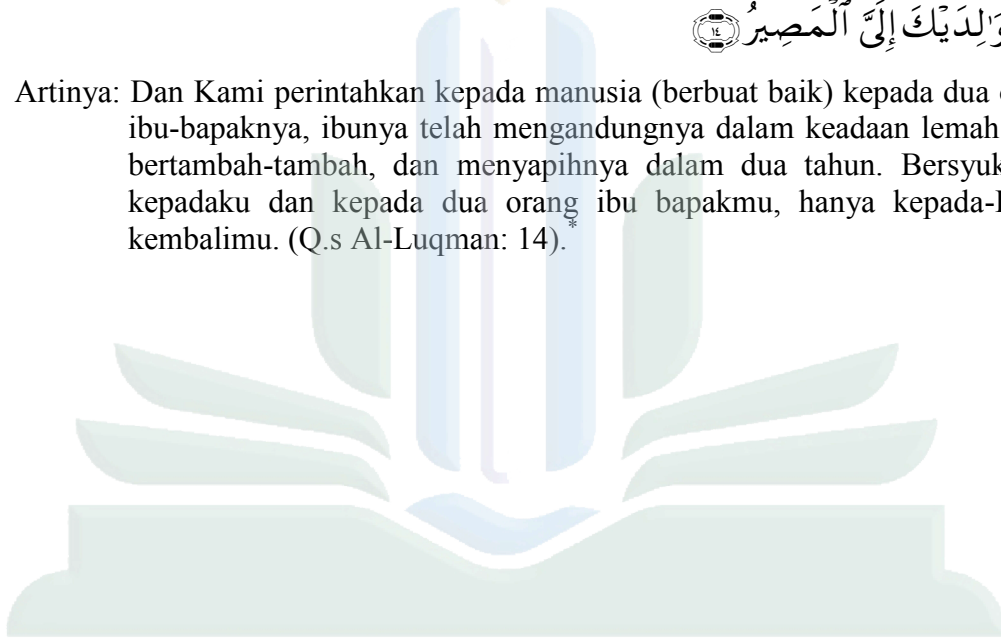 لِدَيْكَ إِلَىَّ ٱلْمَصِيرُ ١٤
Artinya: Dan Kami perintahkan kepada manusia (berbuat baik) kepada dua
ibu-bapaknya, ibunya telah mengandungnya dalam keadaan lemah
bertambah-tambah, dan menyapihnya dalam dua tahun. Bersyuk
kepadaku dan kepada dua orang ibu bapakmu, hanya kepada-
kembalimu. (Q.s Al-Luqman: 14).*